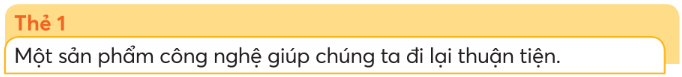 Thẻ 1
Một sản phẩm công nghệ giúp chúng ta đi lại thuận tiện.